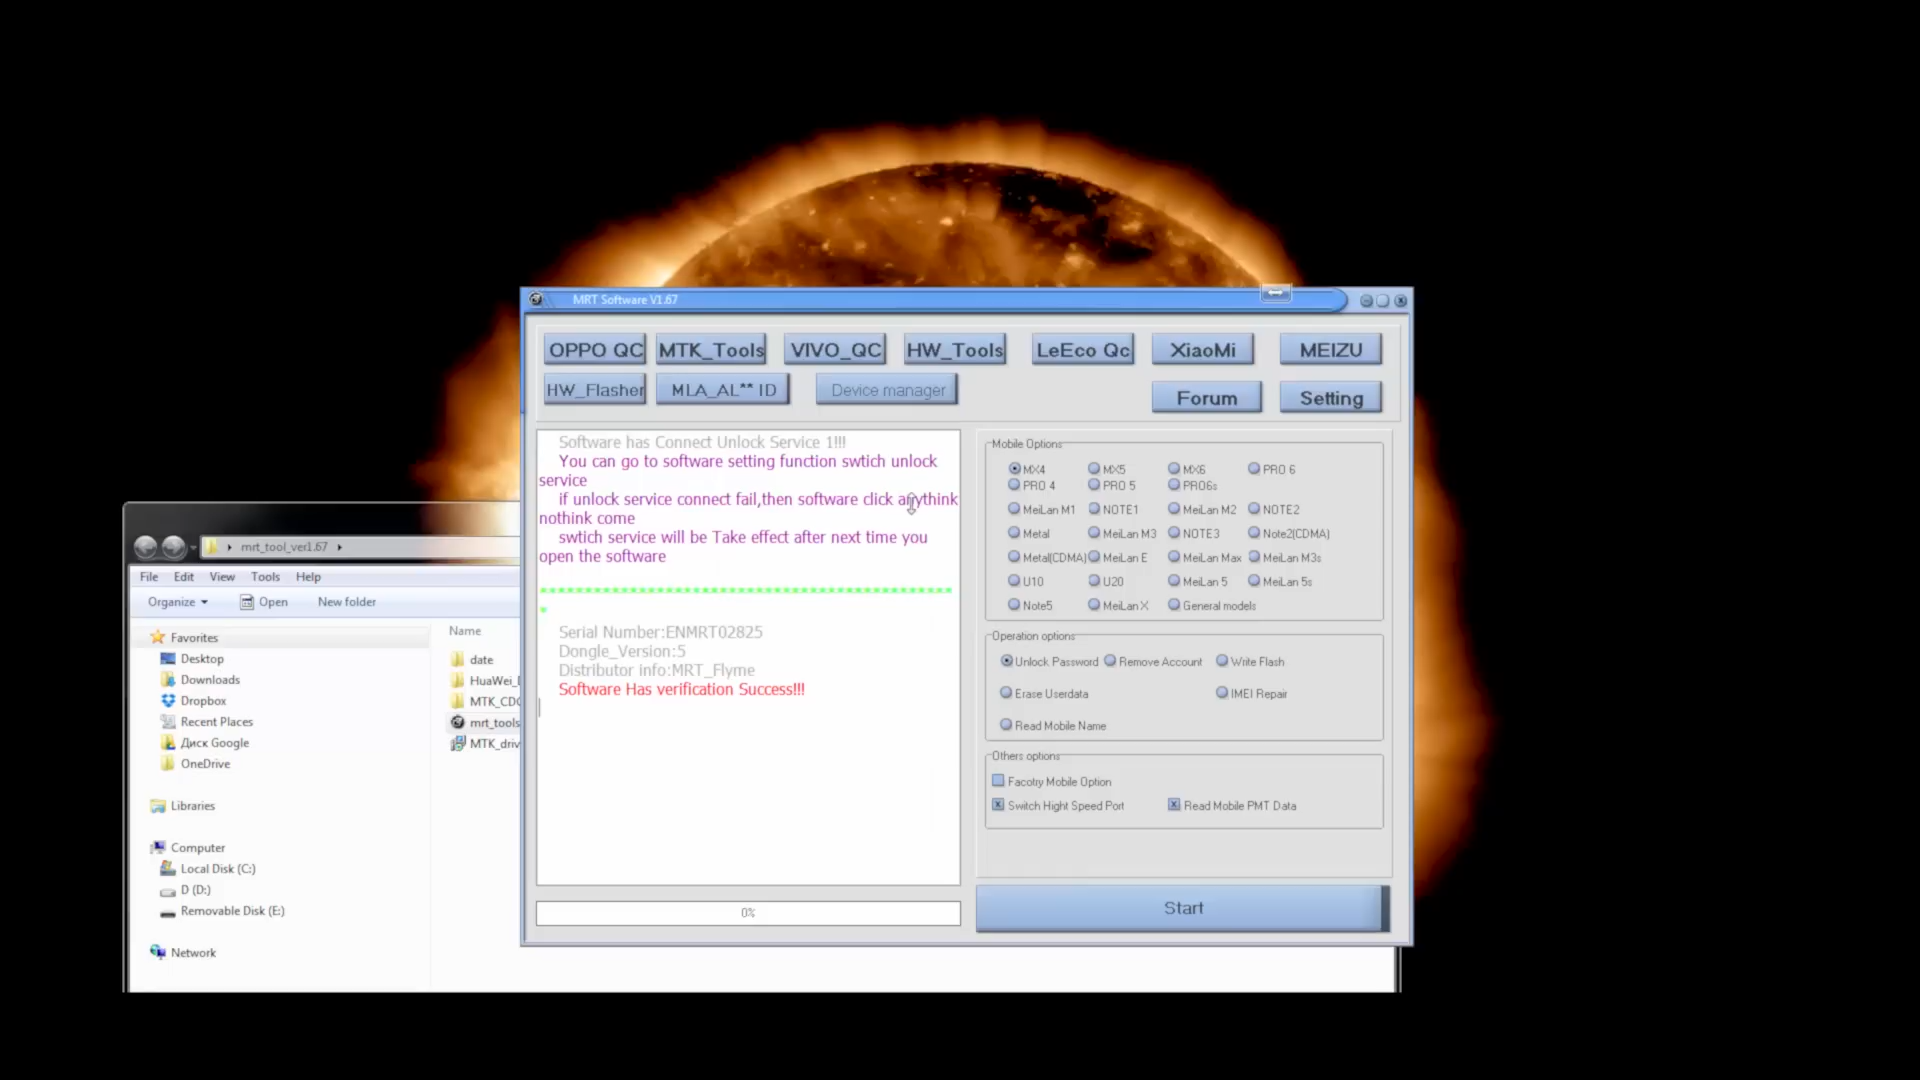 MRT Software V1.67
OPPO QC MTK_Tools VIVO_QC HW_Tools LeEco Qc XiaoMi MEIZU
HW_Flasher MLA_AL** ID Device manager Forum Setting
Software has Connect Unlock Service 1!!!
You can go to software setting function swtich unlock
service
if unlock service connect fail,then software click anythink
nothink come
swtich service will be Take effect after next time you
open the software
Serial Number:ENMRT02825
Dongle_Version:5
Distributor info:MRT_Flyme
Software Has verification Success!!!
0%
Mobile Options
MX4 MX5 MX6 PRO 6
PRO 4 PRO 5 PRO6s
MeiLan M1 NOTE1 MeiLan M2 NOTE2
Metal MeiLan M3 NOTE3 Note2(CDMA)
Metal(CDMA) MeiLan E MeiLan Max MeiLan M3s
U10 U20 MeiLan 5 MeiLan 5s
Note5 MeiLan X General models
Operation options
Unlock Password Remove Account Write Flash
Erase Userdata IMEI Repair
Read Mobile Name
Others options
Facotry Mobile Option
Switch Hight Speed Port Read Mobile PMT Data
Start
mrt_tool_ver1.67
File Edit View Tools Help
Organize Open New folder
Favorites
Desktop
Downloads
Dropbox
Recent Places
Диск Google
OneDrive
Libraries
Computer
Local Disk (C:)
D (D:)
Removable Disk (E:)
Network
Name
date
HuaWei_
MTK_CD
mrt_tools
MTK_driv